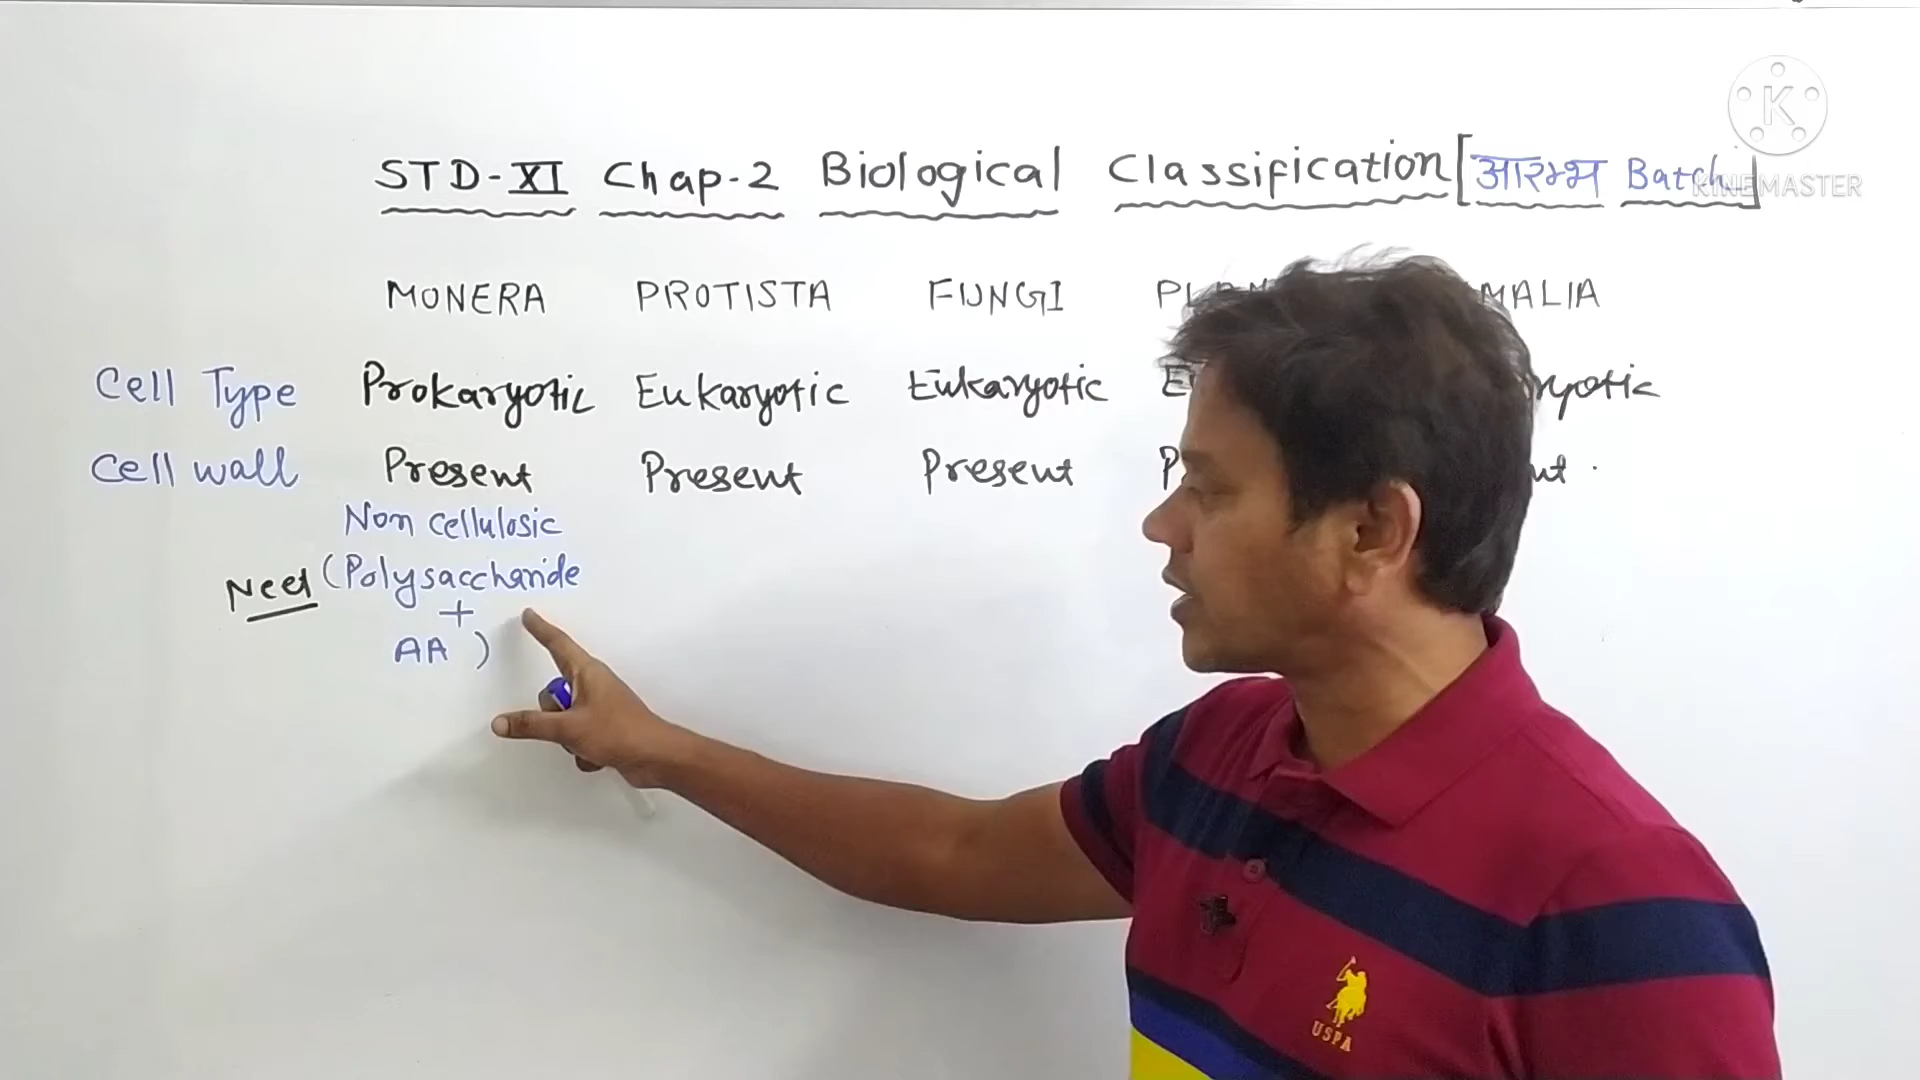 STD-XI Chap-2 Biological Classification [आरम्भ Batch]
KINEMASTER
MONERA PROTISTA FUNGI
Cell Type Prokaryotic Eukaryotic Eukaryotic
Cell wall Present Present Present
Non Cellulosic
Neet (Polysaccharide
+
AA )
USPA